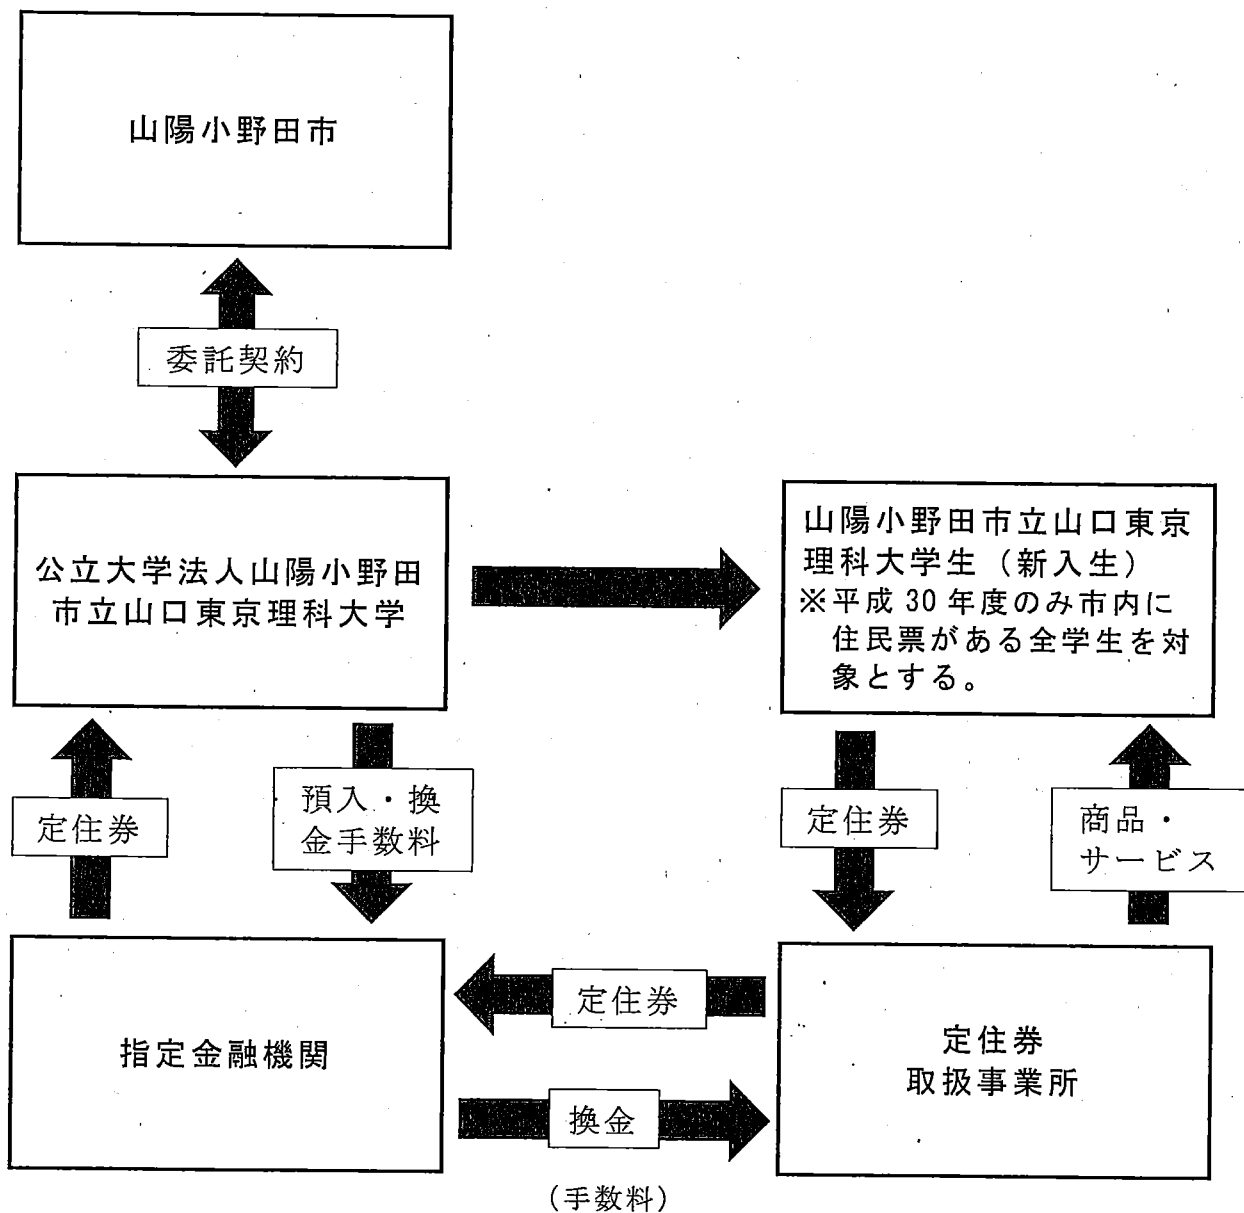 山陽小野田市
委託契約
公立大学法人山陽小野田
市立山口東京理科大学
山陽小野田市立山口東京
理科大学生（新入生）
※平成 30 年度のみ市内に
住民票がある全学生を対
象とする。
定住券
預入・換
金手数料
定住券
商品・
サービス
指定金融機関
定住券
換金
（手数料）
定住券
取扱事業所